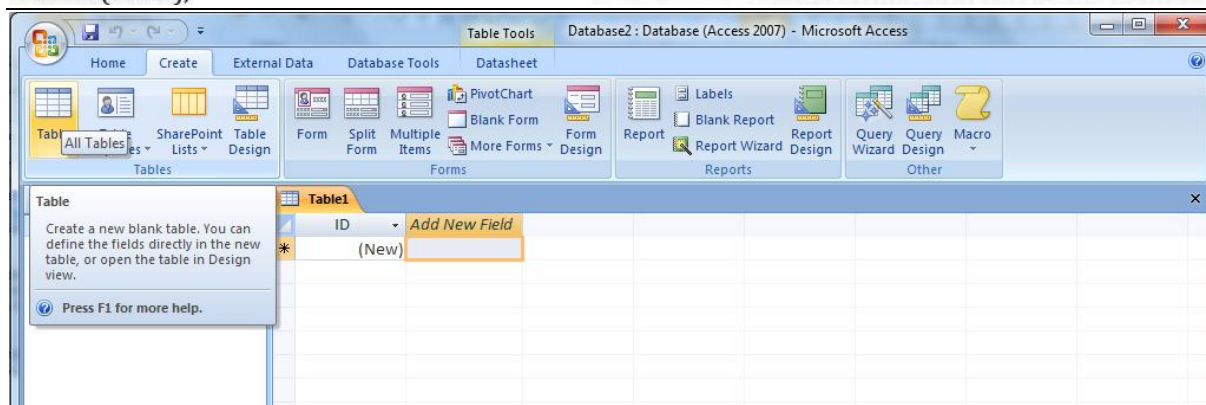 Table Tools
Database2 : Database (Access 2007) - Microsoft Access
Home Create External Data Database Tools Datasheet
All Tables
SharePoint Lists
Table Design
Tables
Form
Split Form
Multiple Items
PivotChart
Blank Form
More Forms
Form Design
Forms
Report
Labels
Blank Report
Report Wizard
Report Design
Reports
Query Wizard
Query Design
Macro
Other
Table
Create a new blank table. You can
define the fields directly in the new
table, or open the table in Design
view.
Press F1 for more help.
Table1
ID Add New Field
(New)